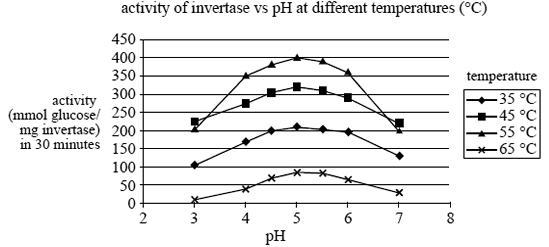 activity of invertase vs pH at different temperatures (°C)
450
400
350
300
250
200
150
100
50
0
activity
(mmol glucose/
mg invertase)
in 30 minutes
2 3 4 5 6 7 8
pH
temperature
35 °C
45 °C
55 °C
65 °C